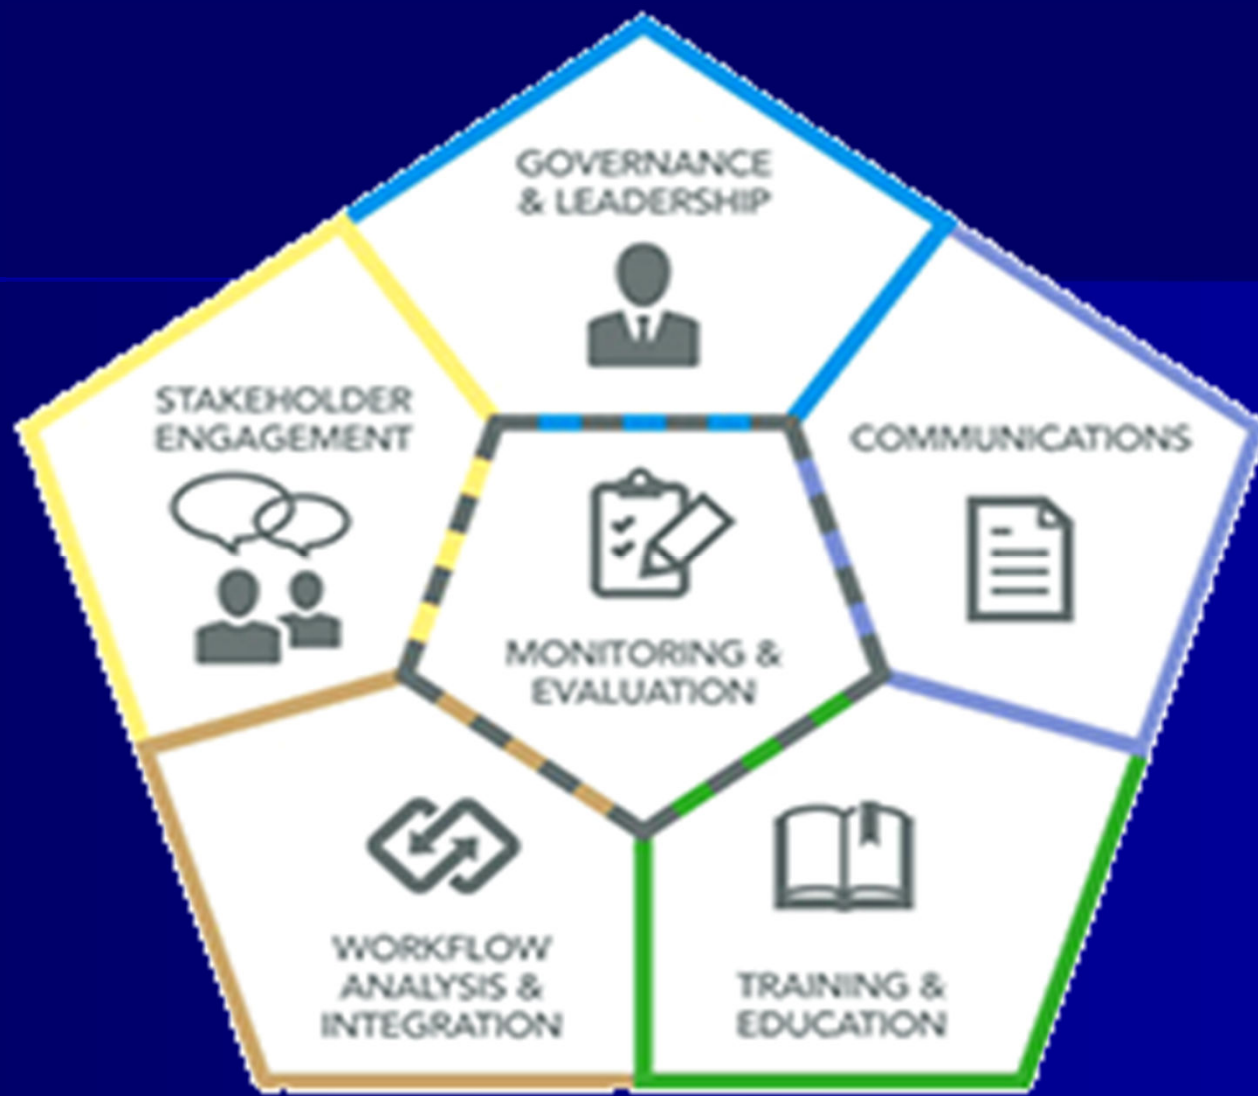 GOVERNANCE
& LEADERSHIP
STAKEHOLDER
ENGAGEMENT
COMMUNICATIONS
MONITORING &
EVALUATION
WORKFLOW
ANALYSIS &
INTEGRATION
TRAINING &
EDUCATION